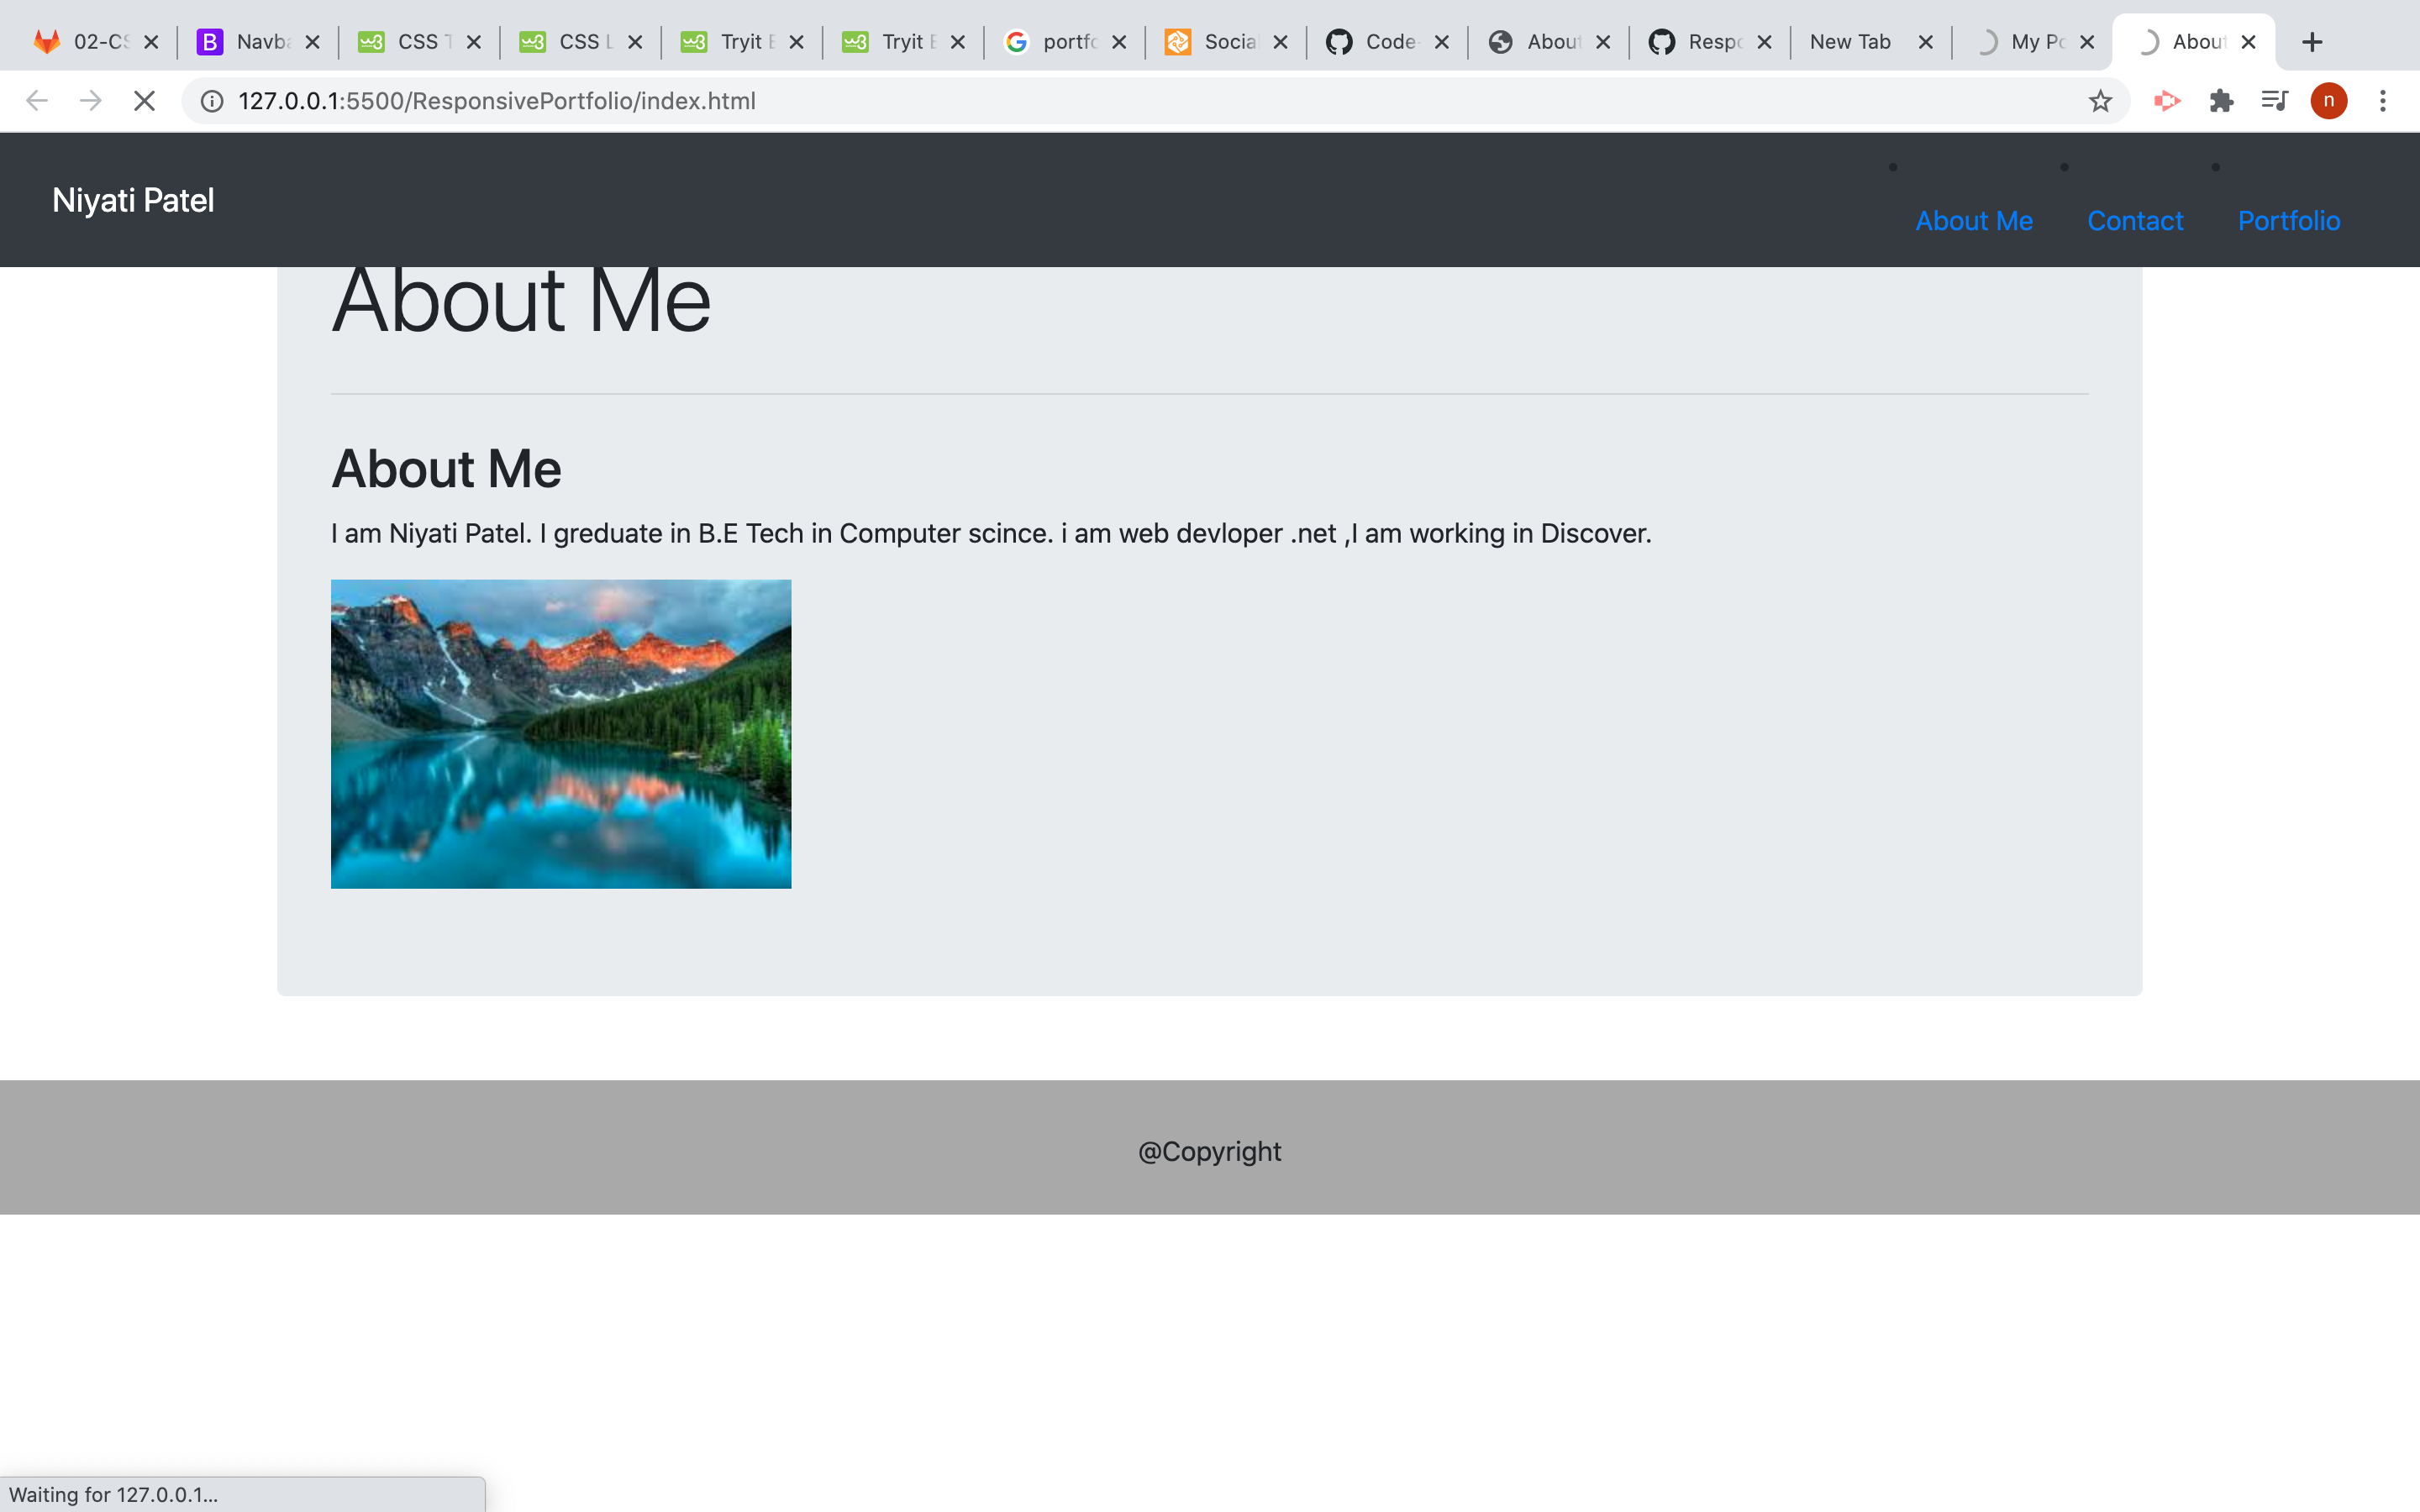 02-CS
Navba
CSS T
CSS L
Tryit E
Tryit E
portfo
Socia
Code-
About
Respo
New Tab
My Po
About
127.0.0.1:5500/ResponsivePortfolio/index.html
n
Niyati Patel
About Me
Contact
Portfolio
About Me
About Me
I am Niyati Patel. I greduate in B.E Tech in Computer scince. i am web devloper .net ,I am working in Discover.
@Copyright
Waiting for 127.0.0.1...